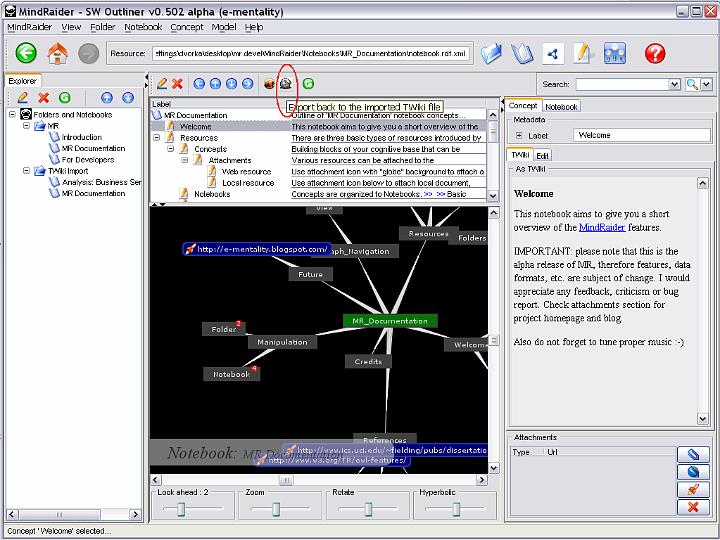 MindRaider - SW Outliner v0.502 alpha (e-mentality)
MindRaider View Folder Notebook Concept Model Help
Resource: :ttings\dvorka\desktop\mr.devel\MindRaider\Notebooks\MR_Documentation\notebook.rdf.xml
Explorer
Search:
Export back to the imported TWiki file
Folders and Notebooks
MR
Introduction
MR Documentation
For Developers
TWiki Import
Analysis: Business Ser
MR Documentation
Label
MR Documentation Outline of 'MR Documentation' notebook concepts...
Welcome This notebook aims to give you a short overview of the
Resources There are three basic types of resources introduced by
Concepts Building blocks of your cognitive base that can be
Attachments Various resources can be attached to the
Web resource Use attachment icon with "globe" background to attach a
Local resource Use attachment icon below to attach local document,
Notebooks Concepts are organized to Notebooks. >> >> Basic
View
Resources
Folders
http://e-mentality.blogspot.com/
raph_Navigation
Future
MR_Documentation
Folder 2
Manipulation
Welcome
Credits
Notebook 4
References
Notebook: MR Documentation
http://www.ics.uci.edu/~fielding/pubs/dissertatio
http://www.w3.org/TR/owl-features/
Look ahead : 2
Zoom
Rotate
Hyperbolic
Concept Notebook
Metadata
Label: Welcome
TWiki Edit
As TWiki
Welcome
This notebook aims to give you a short
overview of the MindRaider features.
IMPORTANT: please note that this is the
alpha release of MR, therefore features, data
formats, etc. are subject of change. I would
appreciate any feedback, criticism or bug
report. Check attachments section for
project homepage and blog.
Also do not forget to tune proper music :-)
Attachments
Type Url
Concept 'Welcome' selected...